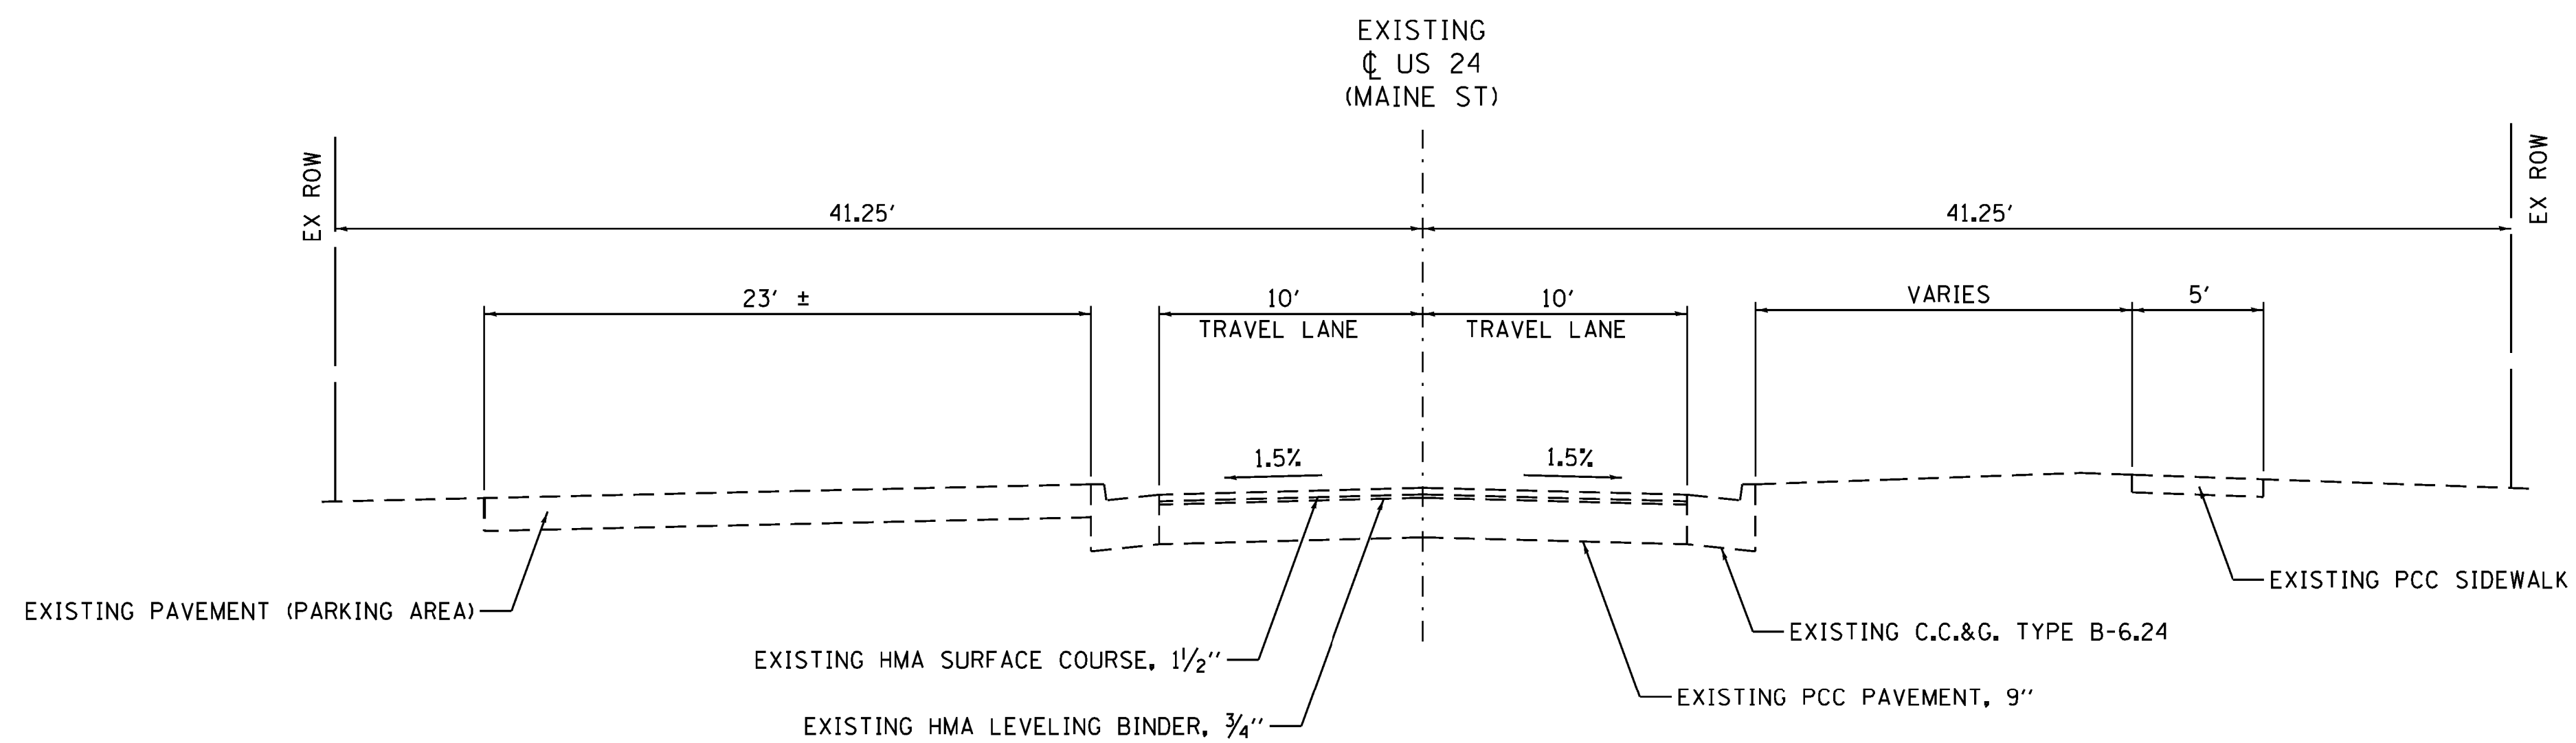 EXISTING
℄ US 24
(MAINE ST)
EX ROW
EX ROW
41.25'
41.25'
23' ±
10'
TRAVEL LANE
10'
TRAVEL LANE
VARIES
5'
1.5%
1.5%
EXISTING PAVEMENT (PARKING AREA)
EXISTING PCC SIDEWALK
EXISTING C.C.&G. TYPE B-6.24
EXISTING HMA SURFACE COURSE, 1½"
EXISTING PCC PAVEMENT, 9"
EXISTING HMA LEVELING BINDER, ¾"